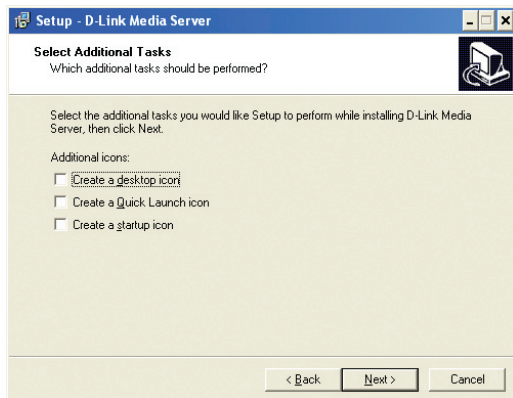 Setup - D-Link Media Server
Select Additional Tasks
Which additional tasks should be performed?
Select the additional tasks you would like Setup to perform while installing D-Link Media
Server, then click Next.
Additional icons:
Create a desktop icon
Create a Quick Launch icon
Create a startup icon
< Back Next > Cancel